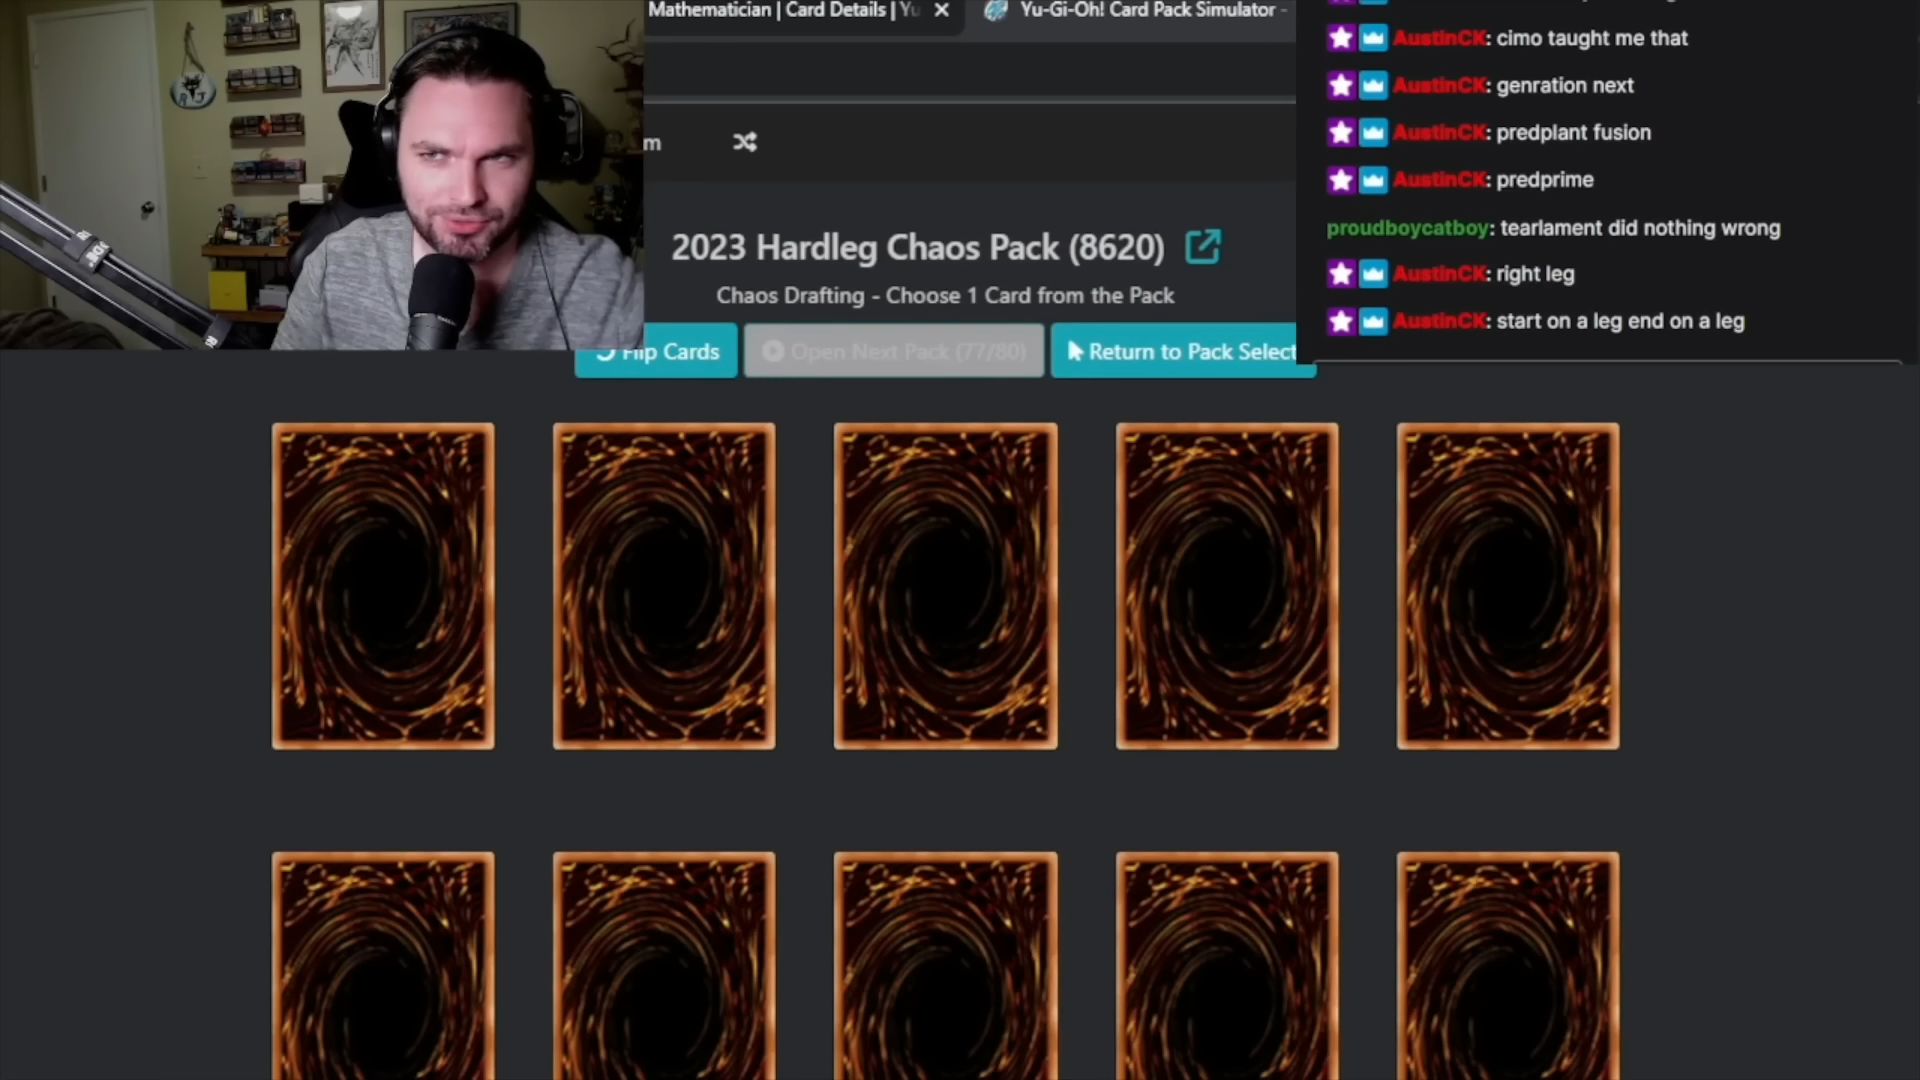 Mathematician | Card Details | Yu
Yu-Gi-Oh! Card Pack Simulator -
m
2023 Hardleg Chaos Pack (8620)
Chaos Drafting - Choose 1 Card from the Pack
Flip Cards
Open Next Pack (77/80)
Return to Pack Select
AustinCK: cimo taught me that
AustinCK: genration next
AustinCK: predplant fusion
AustinCK: predprime
proudboycatboy: tearlament did nothing wrong
AustinCK: right leg
AustinCK: start on a leg end on a leg